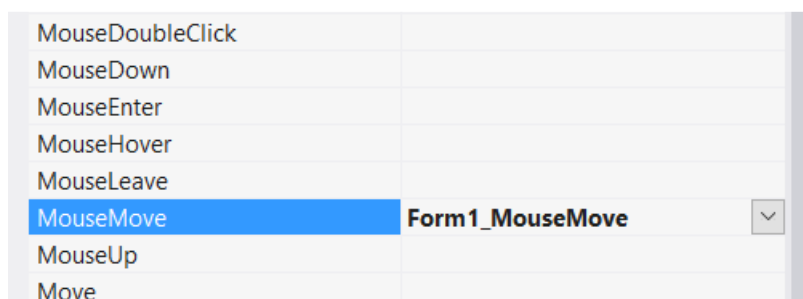 MouseDoubleClick
MouseDown
MouseEnter
MouseHover
MouseLeave
MouseMove Form1_MouseMove
MouseUp
Move